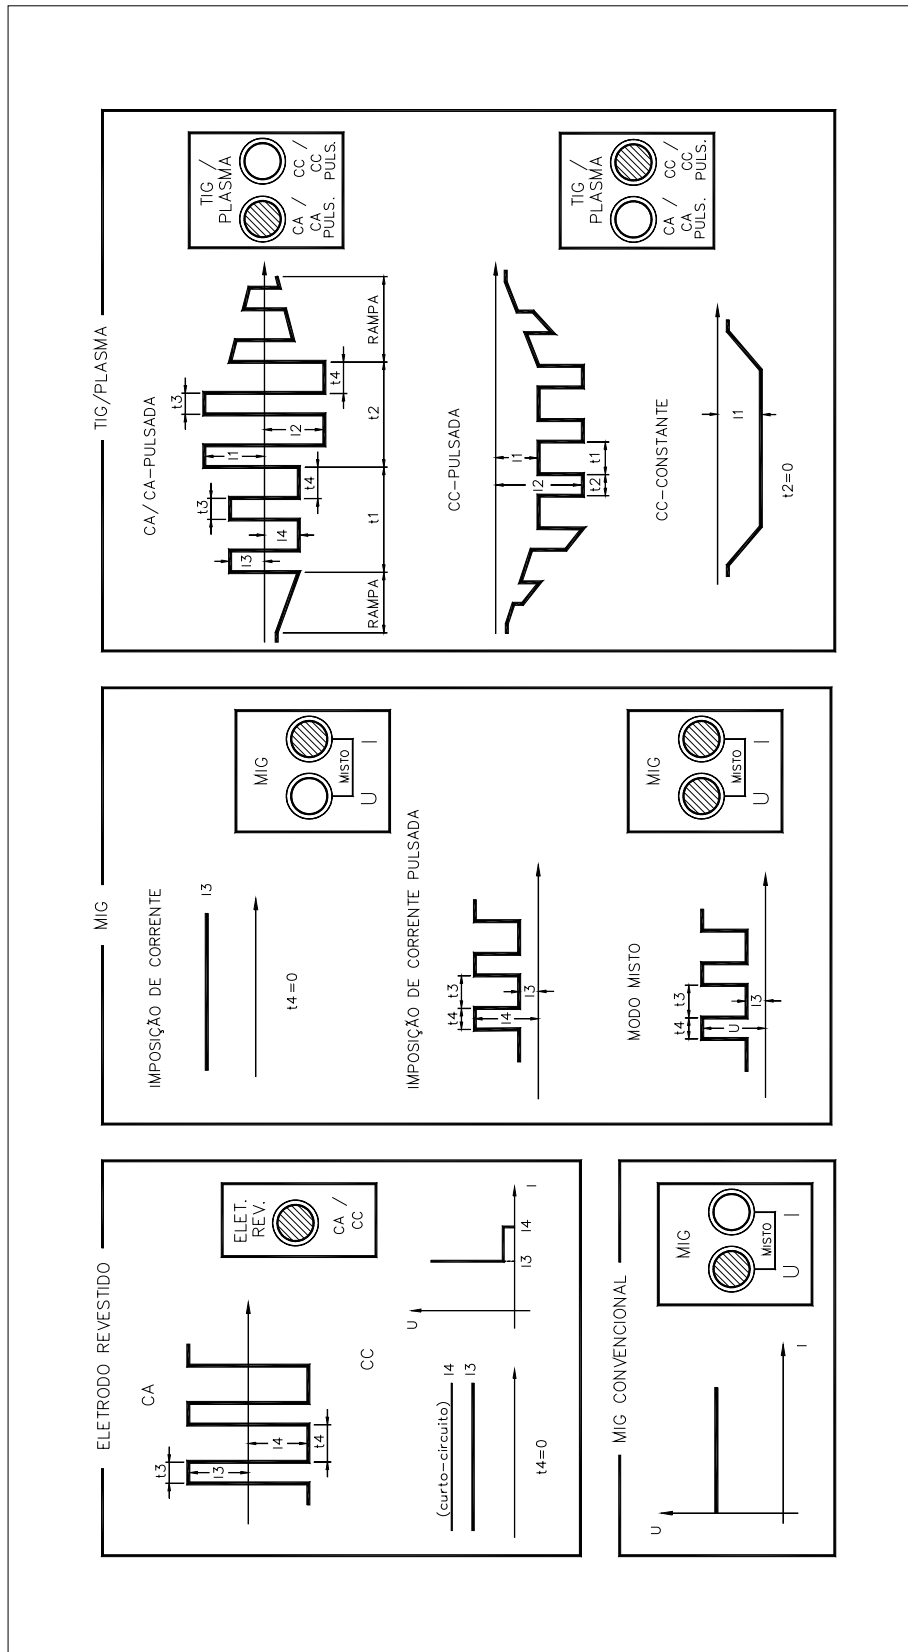 ELETRODO REVESTIDO
CA
t3
I3
I4
t4
ELET.
REV.
CA /
CC
CC
(curto-circuito)
I4
I3
t4=0
U
I3
I4
I
MIG CONVENCIONAL
U
I
MIG
MISTO
U
I
MIG
IMPOSIÇÃO DE CORRENTE
I3
t4=0
MIG
MISTO
U
I
IMPOSIÇÃO DE CORRENTE PULSADA
t4
t3
I4
I3
MODO MISTO
t4
t3
U
I3
MIG
MISTO
U
I
TIG/PLASMA
CA/CA-PULSADA
t3
t3
I3
I4
t4
I1
I2
t4
RAMPA
t1
t2
RAMPA
TIG /
PLASMA
CA / CC /
CA CC
PULS. PULS.
CC-PULSADA
I1
I2
t2
t1
TIG /
PLASMA
CA / CC /
CA CC
PULS. PULS.
CC-CONSTANTE
I1
t2=0